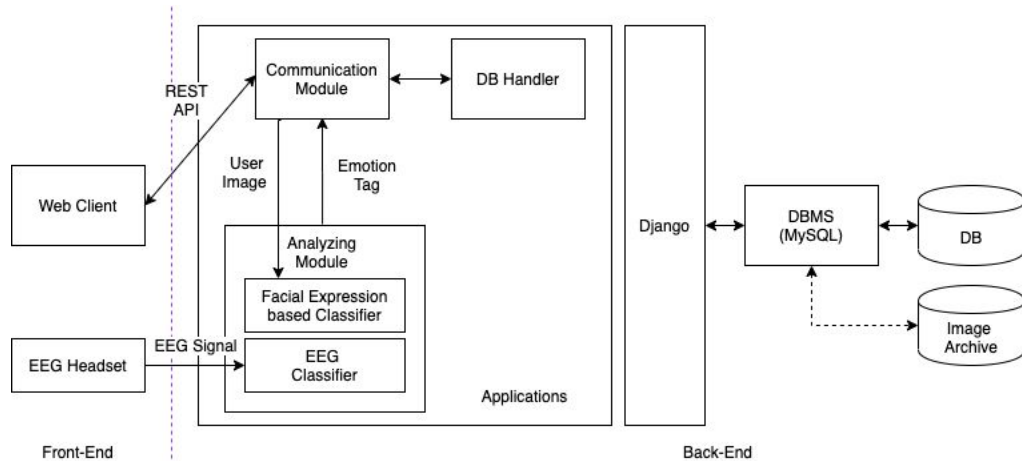 Communication
Module
DB Handler
REST
API
User
Image
Emotion
Tag
Web Client
Django
DBMS
(MySQL)
DB
Analyzing
Module
Facial Expression
based Classifier
Image
Archive
EEG Headset
EEG Signal
EEG
Classifier
Applications
Front-End
Back-End